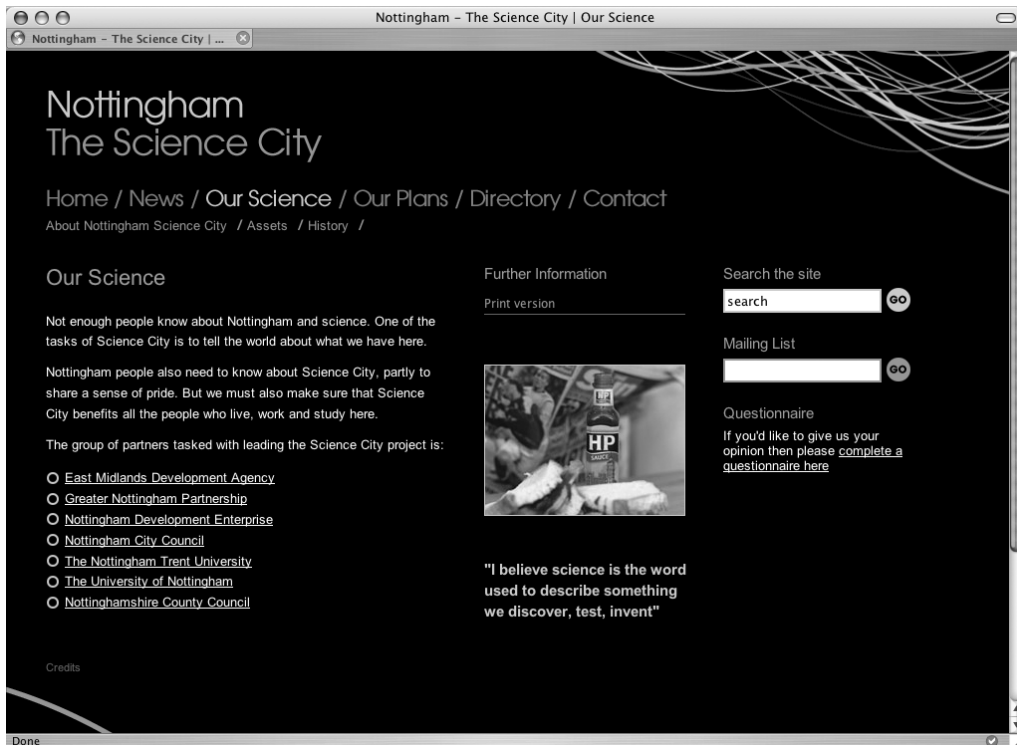 Nottingham – The Science City | Our Science
Nottingham – The Science City | ...
Nottingham
The Science City
Home / News / Our Science / Our Plans / Directory / Contact
About Nottingham Science City / Assets / History /
Our Science
Not enough people know about Nottingham and science. One of the
tasks of Science City is to tell the world about what we have here.
Nottingham people also need to know about Science City, partly to
share a sense of pride. But we must also make sure that Science
City benefits all the people who live, work and study here.
The group of partners tasked with leading the Science City project is:
East Midlands Development Agency
Greater Nottingham Partnership
Nottingham Development Enterprise
Nottingham City Council
The Nottingham Trent University
The University of Nottingham
Nottinghamshire County Council
Credits
Further Information
Print version
HP
HP
SAUCE
"I believe science is the word
used to describe something
we discover, test, invent"
Search the site
search GO
Mailing List
GO
Questionnaire
If you'd like to give us your
opinion then please complete a
questionnaire here
Done